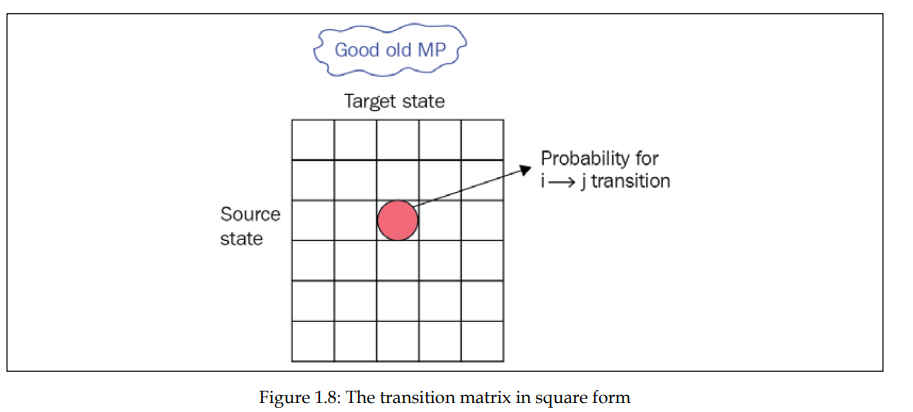 Good old MP
Target state
Probability for
i⟶j transition
Source
state
Figure 1.8: The transition matrix in square form